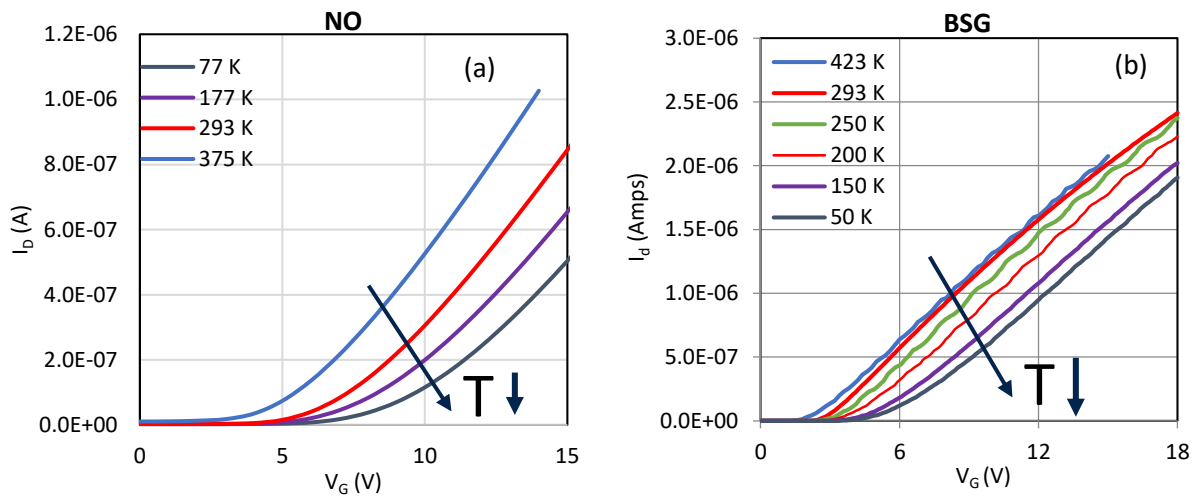 NO
1.2E-06
1.0E-06
8.0E-07
6.0E-07
4.0E-07
2.0E-07
0.0E+00
I_D (A)
77 K
177 K
293 K
375 K
(a)
T
0
5
10
15
V_G (V)
BSG
3.0E-06
2.5E-06
2.0E-06
1.5E-06
1.0E-06
5.0E-07
0.0E+00
I_d (Amps)
423 K
293 K
250 K
200 K
150 K
50 K
(b)
T
0
6
12
18
V_G (V)